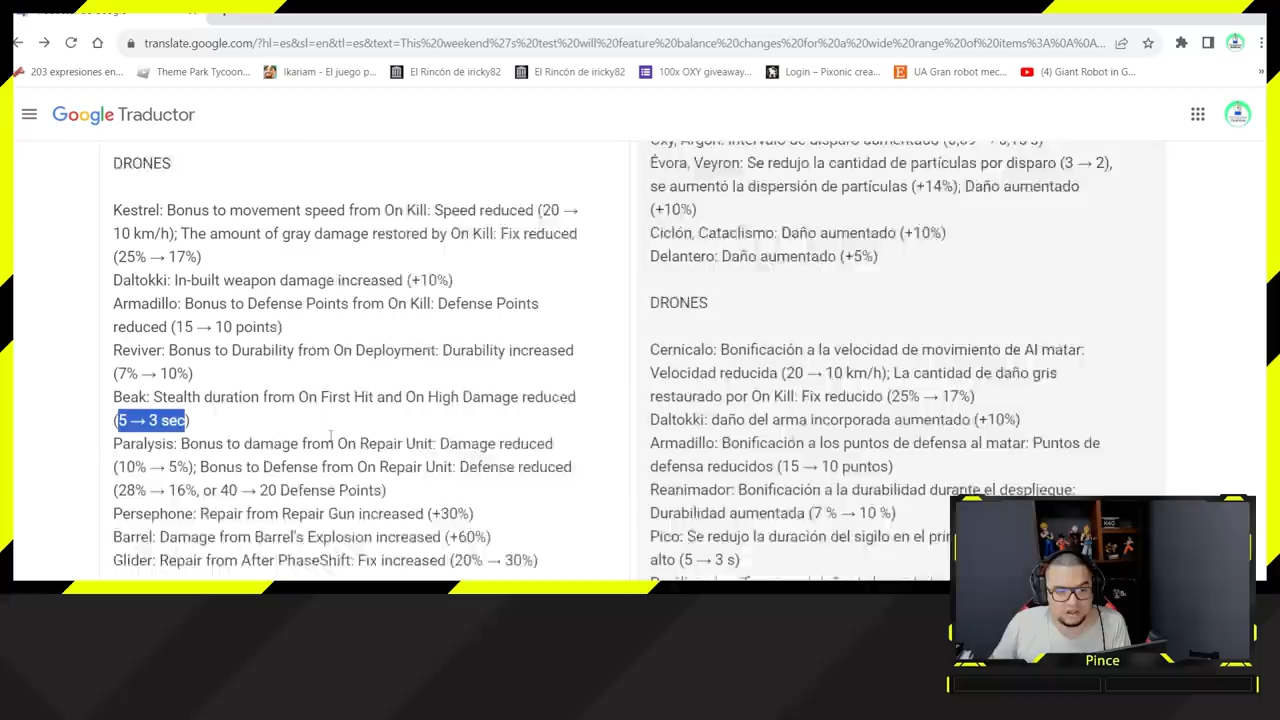 translate.google.com/?hl=es&sl=en&tl=es&text=This%20weekend%27s%20test%20will%20feature%20balance%20changes%20for%20a%20wide%20range%20of%20items%3A%0A%0A...
203 expresiones en...
Theme Park Tycoon...
Ikariam - El juego p...
El Rincón de iricky82
El Rincón de iricky82
100x OXY giveaway...
Login – Pixonic crea...
UA Gran robot mec...
(4) Giant Robot in G...
»
Google Traductor
DRONES
Kestrel: Bonus to movement speed from On Kill: Speed reduced (20 →
10 km/h); The amount of gray damage restored by On Kill: Fix reduced
(25% → 17%)
Daltokki: In-built weapon damage increased (+10%)
Armadillo: Bonus to Defense Points from On Kill: Defense Points
reduced (15 → 10 points)
Reviver: Bonus to Durability from On Deployment: Durability increased
(7% → 10%)
Beak: Stealth duration from On First Hit and On High Damage reduced
(5 → 3 sec)
Paralysis: Bonus to damage from On Repair Unit: Damage reduced
(10% → 5%); Bonus to Defense from On Repair Unit: Defense reduced
(28% → 16%, or 40 → 20 Defense Points)
Persephone: Repair from Repair Gun increased (+30%)
Barrel: Damage from Barrel's Explosion increased (+60%)
Glider: Repair from After PhaseShift: Fix increased (20% → 30%)
Oxy, Argón: Intervalo de disparo aumentado
Évora, Veyron: Se redujo la cantidad de partículas por disparo (3 → 2),
se aumentó la dispersión de partículas (+14%); Daño aumentado
(+10%)
Ciclón, Cataclismo: Daño aumentado (+10%)
Delantero: Daño aumentado (+5%)
DRONES
Cernícalo: Bonificación a la velocidad de movimiento de Al matar:
Velocidad reducida (20 → 10 km/h); La cantidad de daño gris
restaurado por On Kill: Fix reducido (25% → 17%)
Daltokki: daño del arma incorporada aumentado (+10%)
Armadillo: Bonificación a los puntos de defensa al matar: Puntos de
defensa reducidos (15 → 10 puntos)
Reanimador: Bonificación a la durabilidad durante el despliegue:
Durabilidad aumentada (7 % → 10 %)
Pico: Se redujo la duración del sigilo en el
alto (5 → 3 s)
Pince